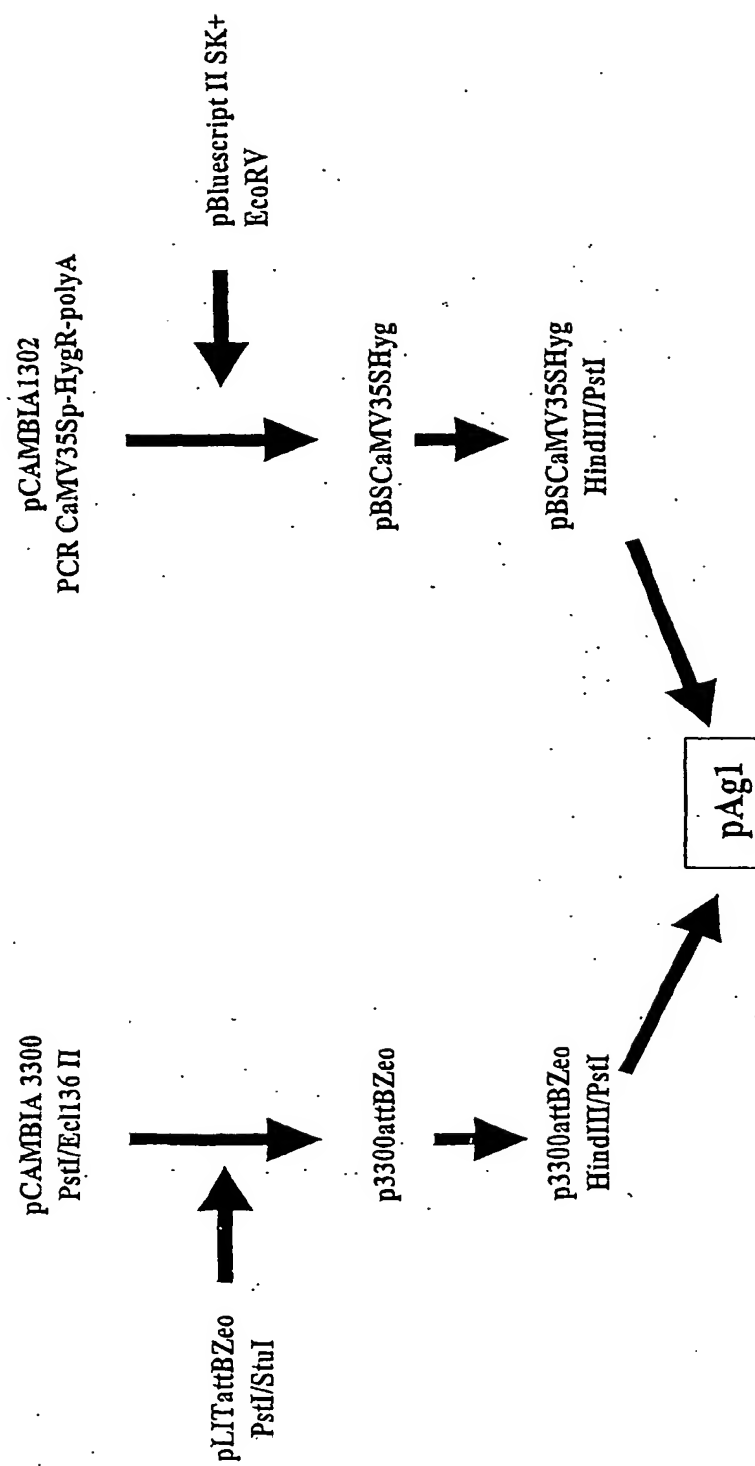 pCAMBIA 3300
PstI/Ecl136 II
pLITattBZeo
PstI/StuI
p3300attBZeo
p3300attBZeo
HindIII/PstI
pCAMBIA1302
PCR CaMV35Sp-HygR-polyA
pBluescript II SK+
EcoRV
pBSCaMV35SHyg
pBSCaMV35SHyg
HindIII/PstI
pAg1